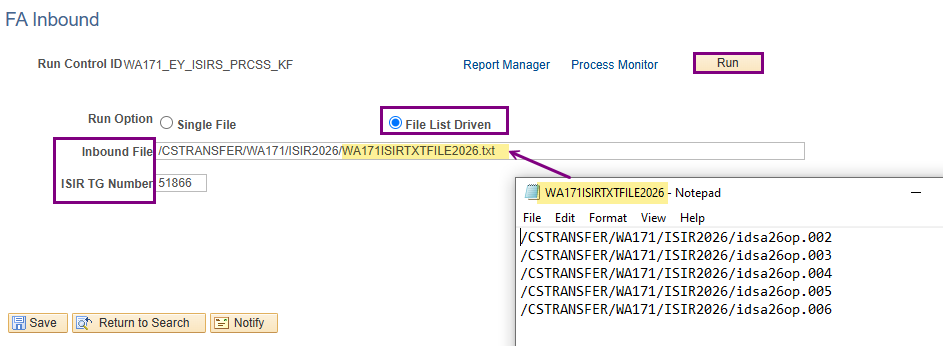 FA Inbound
Run Control ID WA171_EY_ISIRS_PRCSS_KF Report Manager Process Monitor Run
Run Option Single File File List Driven
Inbound File /CSTRANSFER/WA171/ISIR2026/WA171ISIRTXTFILE2026.txt
ISIR TG Number 51866
WA171ISIRTXTFILE2026 - Notepad
File Edit Format View Help
/CSTRANSFER/WA171/ISIR2026/idsa26op.002
/CSTRANSFER/WA171/ISIR2026/idsa26op.003
/CSTRANSFER/WA171/ISIR2026/idsa26op.004
/CSTRANSFER/WA171/ISIR2026/idsa26op.005
/CSTRANSFER/WA171/ISIR2026/idsa26op.006
Save Return to Search Notify